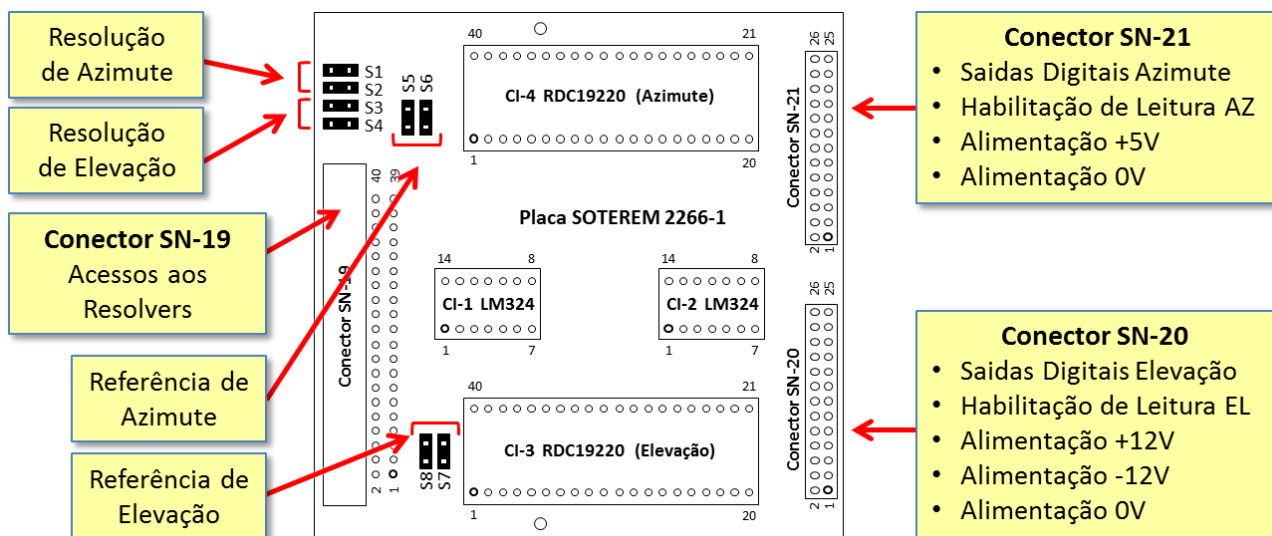 Resolução
de Azimute
Resolução
de Elevação
Conector SN-19
Acessos aos
Resolvers
Referência de
Azimute
Referência de
Elevação
S1
S2
S3
S4
S5
S6
40
21
CI-4 RDC19220 (Azimute)
1
20
40
39
Conector SN-19
2
1
Placa SOTEREM 2266-1
14
8
CI-1 LM324
1
7
14
8
CI-2 LM324
1
7
40
21
CI-3 RDC19220 (Elevação)
1
20
S8
S7
26
25
Conector SN-21
2
1
26
25
Conector SN-20
2
1
Conector SN-21
• Saidas Digitais Azimute
• Habilitação de Leitura AZ
• Alimentação +5V
• Alimentação 0V
Conector SN-20
• Saidas Digitais Elevação
• Habilitação de Leitura EL
• Alimentação +12V
• Alimentação -12V
• Alimentação 0V